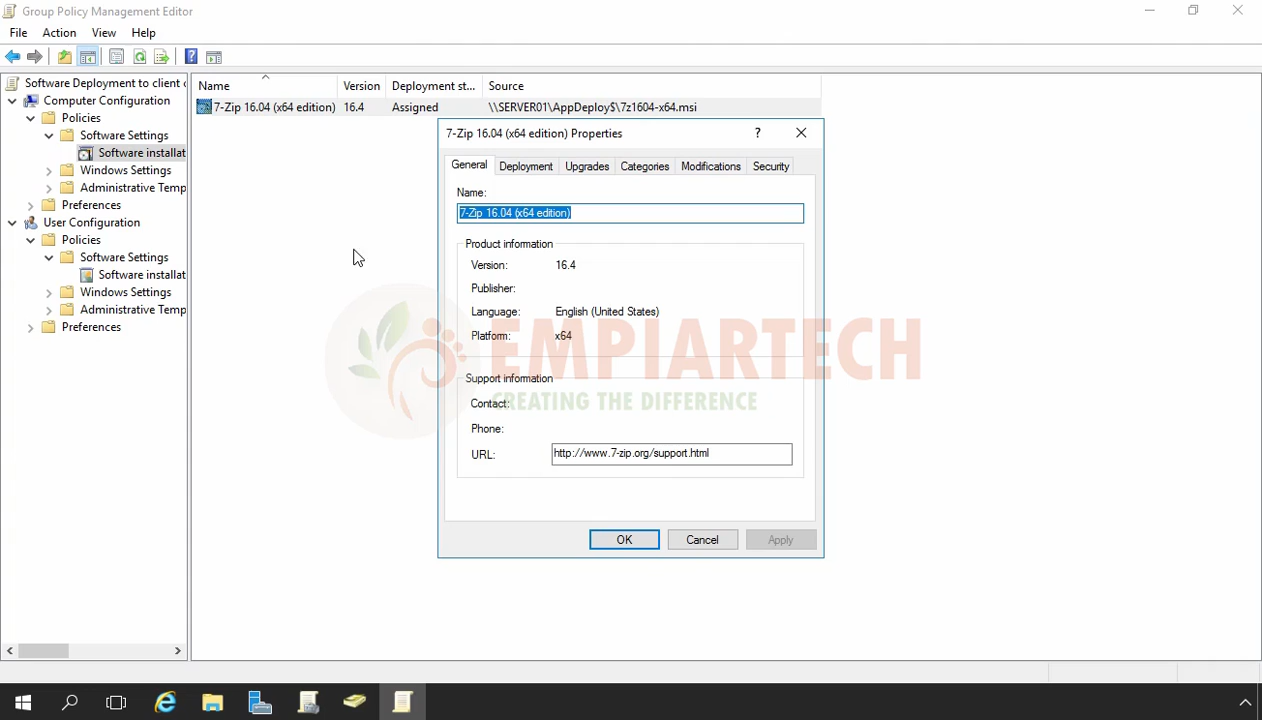 Group Policy Management Editor
File Action View Help
Software Deployment to client c
Computer Configuration
Policies
Software Settings
Software installat
Windows Settings
Administrative Temp
Preferences
User Configuration
Policies
Software Settings
Software installat
Windows Settings
Administrative Temp
Preferences
Name Version Deployment st... Source
7-Zip 16.04 (x64 edition) 16.4 Assigned \\SERVER01\AppDeploy$\7z1604-x64.msi
7-Zip 16.04 (x64 edition) Properties
General Deployment Upgrades Categories Modifications Security
Name:
7-Zip 16.04 (x64 edition)
Product information
Version: 16.4
Publisher:
Language: English (United States)
Platform: x64
Support information
Contact:
Phone:
URL: http://www.7-zip.org/support.html
OK Cancel Apply
EMPIARTECH
CREATING THE DIFFERENCE